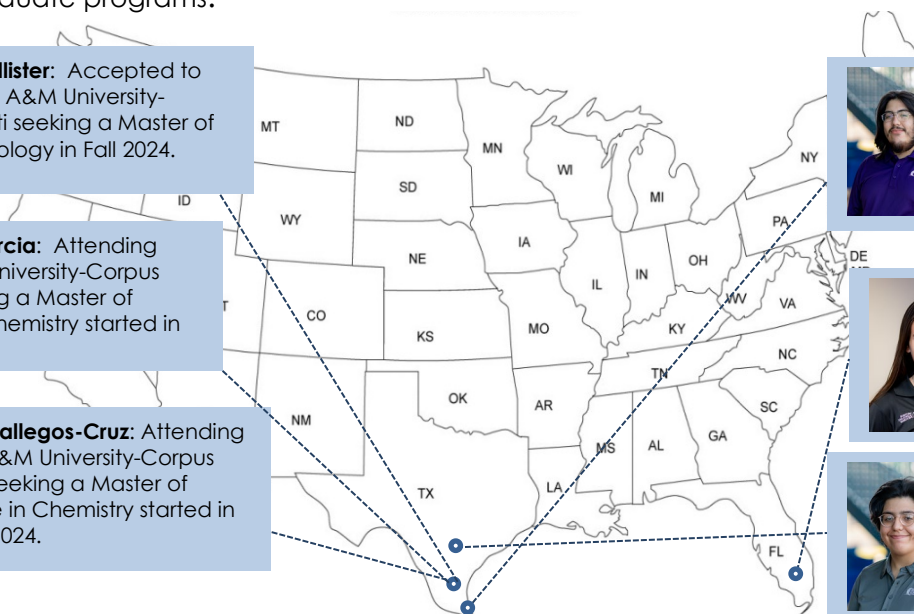 duate programs.
llister: Accepted to
A&M University-
ti seeking a Master of
ology in Fall 2024.
rcia: Attending
niversity-Corpus
g a Master of
hemistry started in
allegos-Cruz: Attending
&M University-Corpus
eeking a Master of
e in Chemistry started in
024.
MT
ND
MN
ID
WY
SD
WI
MI
NY
NE
IA
PA
T
CO
IL
IN
OH
DE
KS
MO
WV
VA
KY
NC
NM
OK
AR
TN
SC
MS
AL
GA
TX
LA
FL